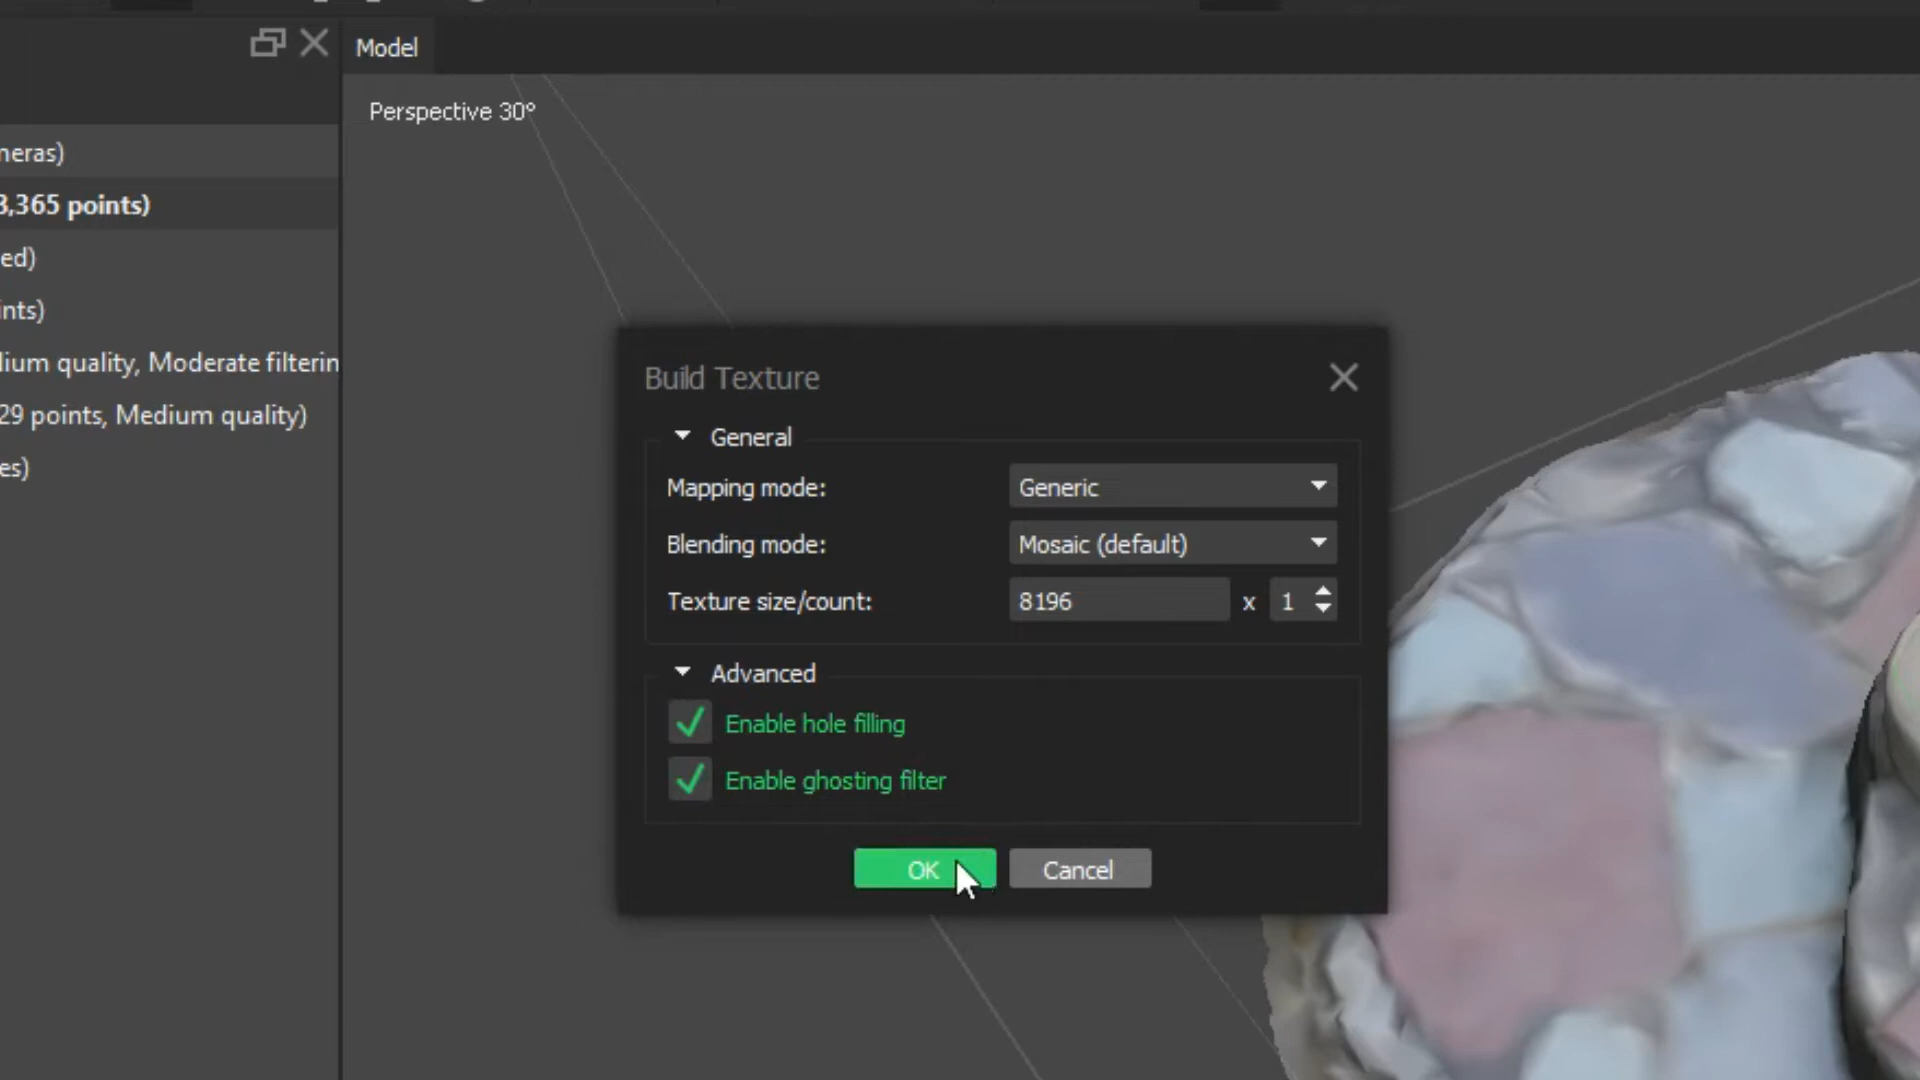 Model
Perspective 30°
neras)
3,365 points)
ed)
ints)
lium quality, Moderate filterin
29 points, Medium quality)
es)
Build Texture
General
Mapping mode: Generic
Blending mode: Mosaic (default)
Texture size/count: 8196 x 1
Advanced
Enable hole filling
Enable ghosting filter
OK Cancel